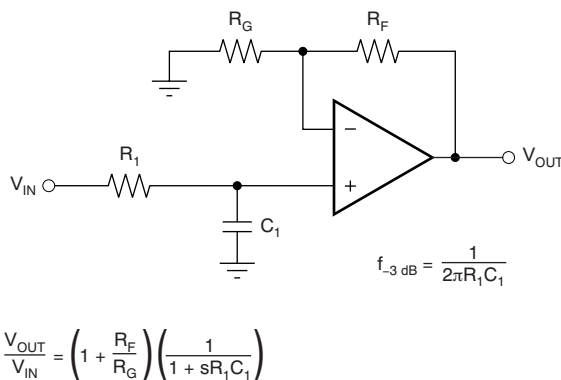 R_G
R_F
R_1
V_IN
−
+
V_OUT
C_1
f_−3 dB = 1 / 2πR_1C_1
V_OUT / V_IN = (1 + R_F / R_G) (1 / 1 + sR_1C_1)